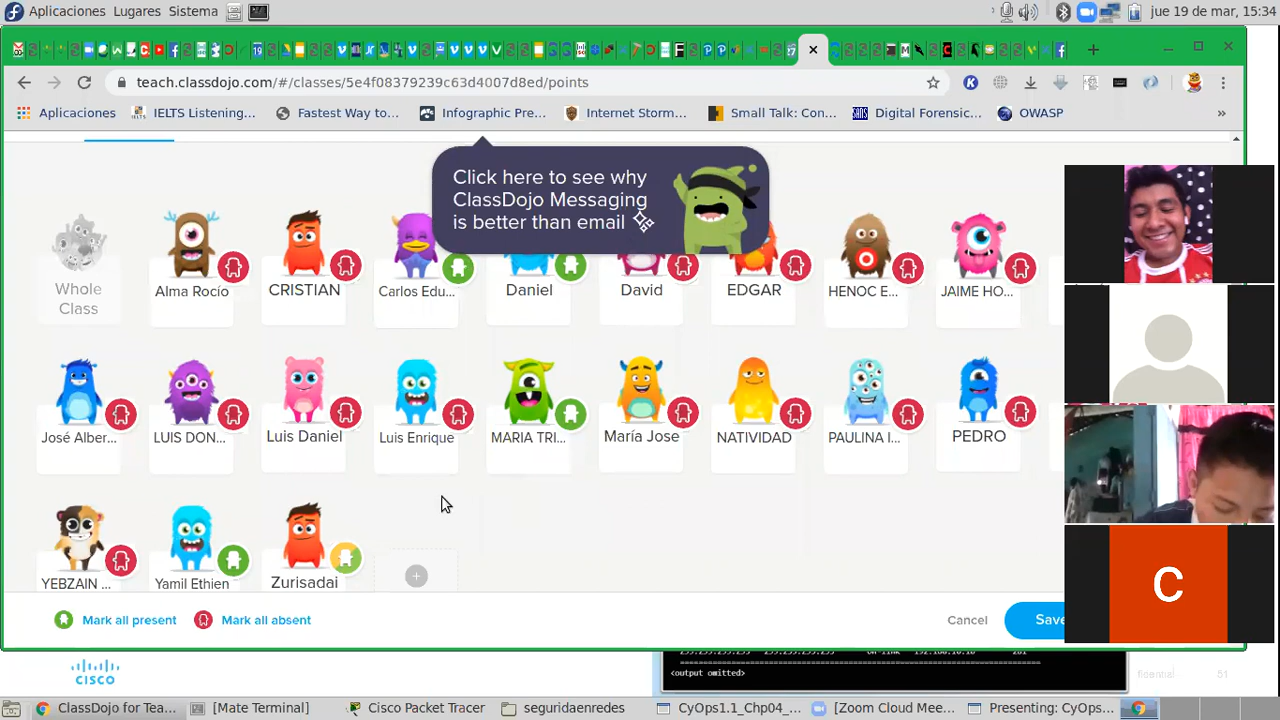 Aplicaciones Lugares Sistema
jue 19 de mar, 15:34
teach.classdojo.com/#/classes/5e4f08379239c63d4007d8ed/points
Aplicaciones
IELTS Listening...
Fastest Way to...
Infographic Pre...
Internet Storm...
Small Talk: Con...
Digital Forensic...
OWASP
»
Click here to see why
ClassDojo Messaging
is better than email
Whole
Class
Alma Rocio
CRISTIAN
Carlos Edu...
Daniel
David
EDGAR
HENOC E...
JAIME HO...
José Alber...
LUIS DON...
Luis Daniel
Luis Enrique
MARIA TRI...
María Jose
NATIVIDAD
PAULINA I...
PEDRO
YEBZAIN ...
Yamil Ethien
Zurisadai
Mark all present
Mark all absent
Cancel
Save
C
CISCO
<output omitted>
ClassDojo for Tea...
[Mate Terminal]
Cisco Packet Tracer
seguridaenredes
CyOps1.1_Chp04_...
[Zoom Cloud Mee...
Presenting: CyOps...